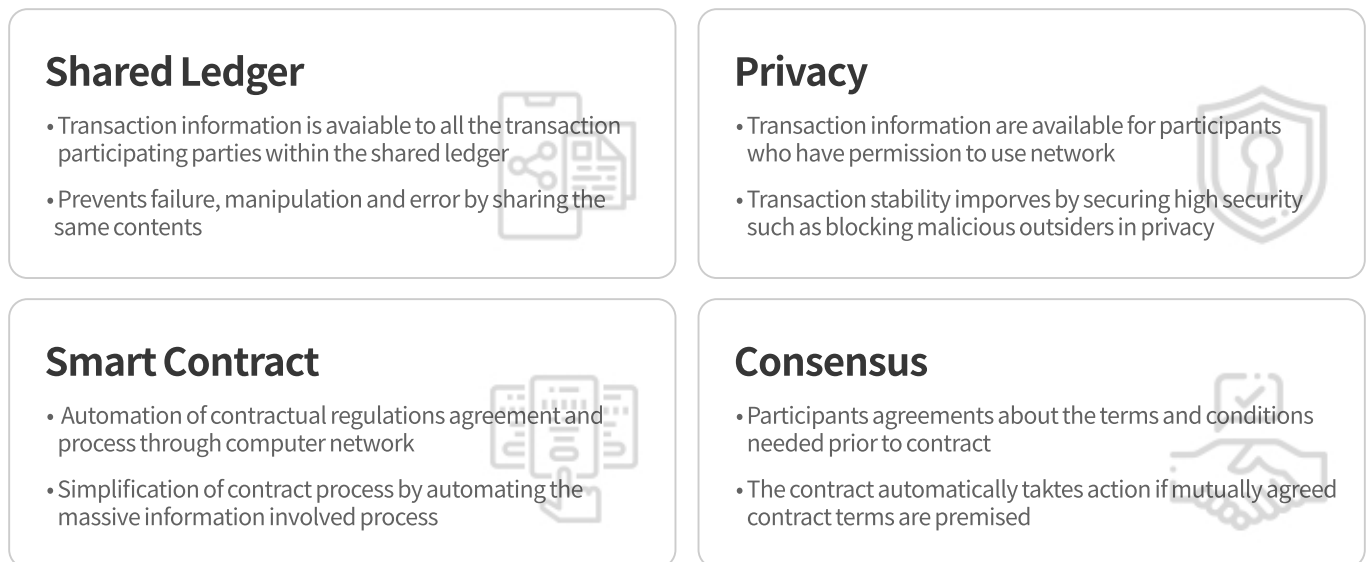 Shared Ledger
• Transaction information is avaiable to all the transaction
participating parties within the shared ledger
• Prevents failure, manipulation and error by sharing the
same contents
Privacy
• Transaction information are available for participants
who have permission to use network
• Transaction stability imporves by securing high security
such as blocking malicious outsiders in privacy
Smart Contract
• Automation of contractual regulations agreement and
process through computer network
• Simplification of contract process by automating the
massive information involved process
Consensus
• Participants agreements about the terms and conditions
needed prior to contract
• The contract automatically taktes action if mutually agreed
contract terms are premised